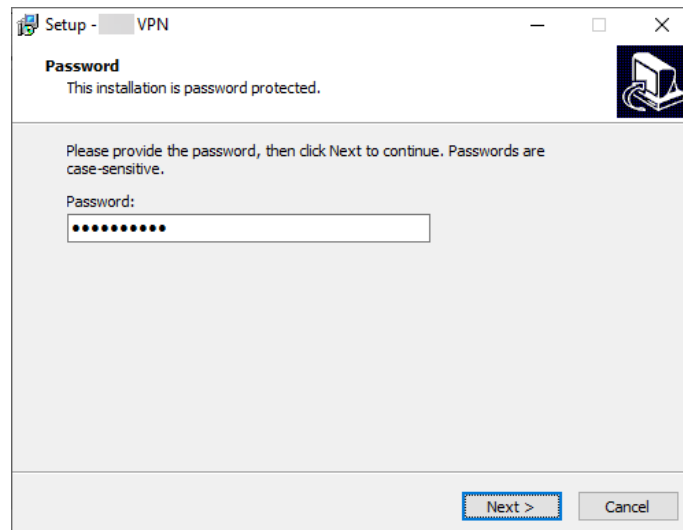 Setup - VPN
Password
This installation is password protected.
Please provide the password, then click Next to continue. Passwords are
case-sensitive.
Password:
●●●●●●●●●●
Next >
Cancel